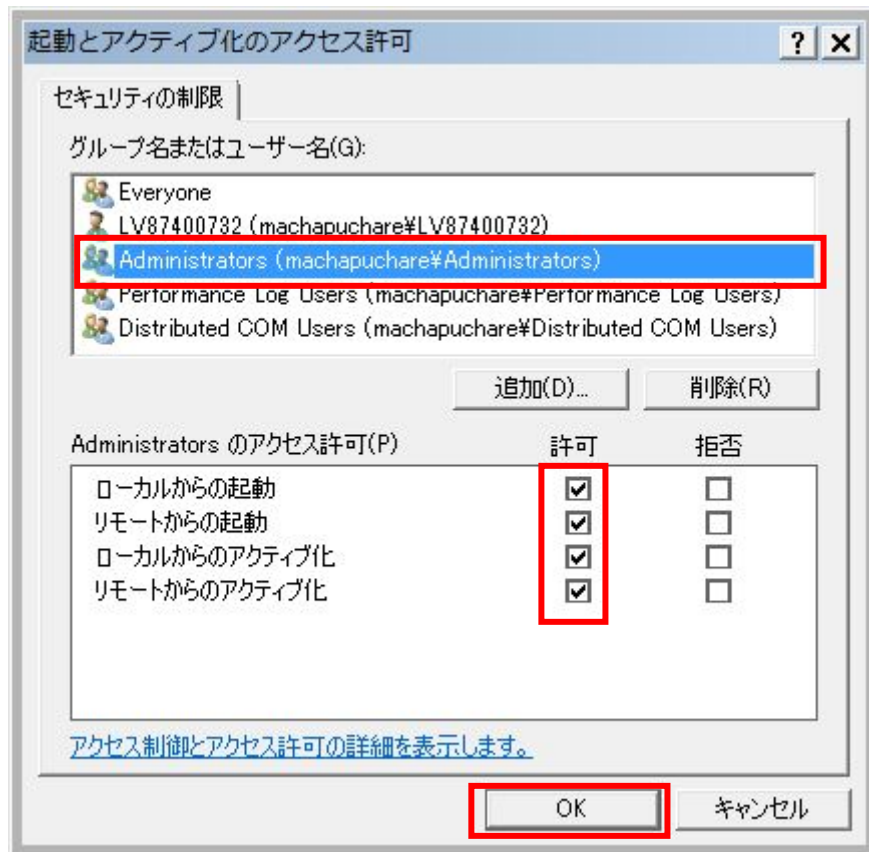 起動とアクティブ化のアクセス許可
セキュリティの制限
グループ名またはユーザー名(G):
Everyone
LV87400732 (machapuchare¥LV87400732)
Administrators (machapuchare¥Administrators)
Performance Log Users (machapuchare¥Performance Log Users)
Distributed COM Users (machapuchare¥Distributed COM Users)
追加(D)... 削除(R)
Administrators のアクセス許可(P) 許可 拒否
ローカルからの起動
リモートからの起動
ローカルからのアクティブ化
リモートからのアクティブ化
アクセス制御とアクセス許可の詳細を表示します。
OK キャンセル